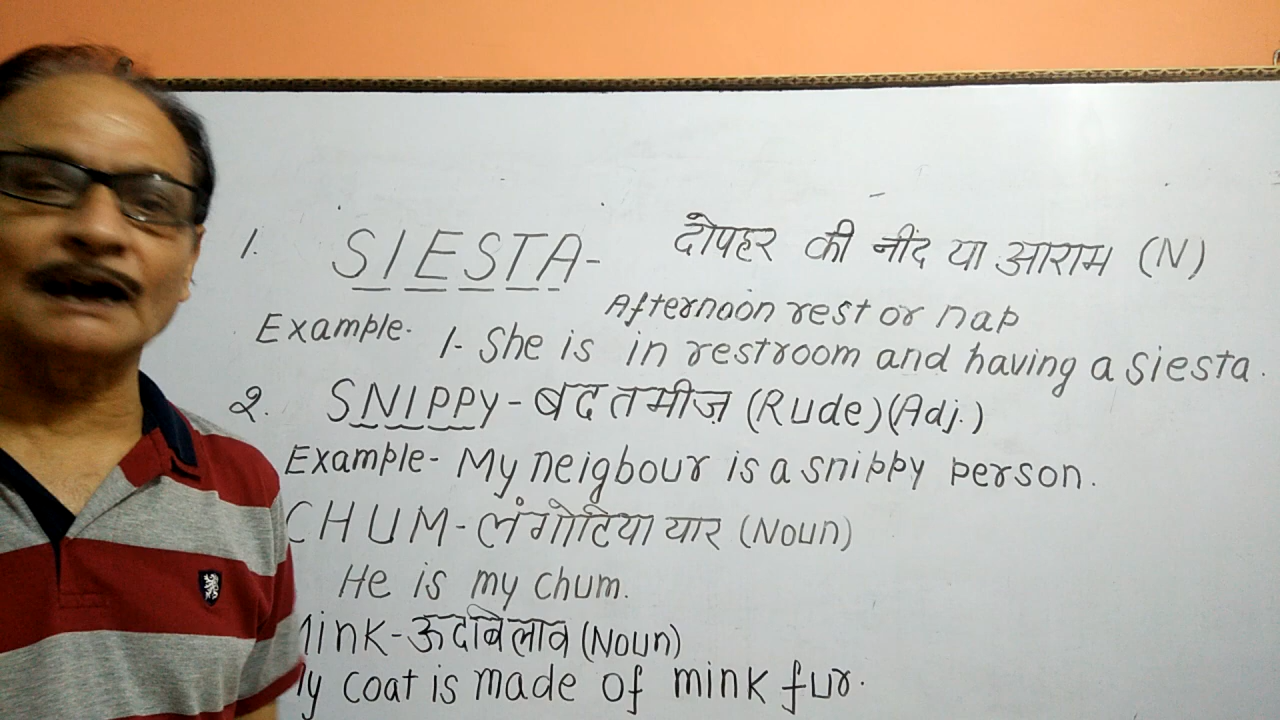 1. SIESTA- दोपहर की नींद या आराम (N)
Afternoon rest or nap
Example- 1- She is in restroom and having a siesta.
2. SNIPPY-बदतमीज़ (Rude)(Adj.)
Example- My neigbour is a snippy person.
CHUM-लंगोटिया यार (Noun)
He is my chum.
Mink-ऊदबिलाव (Noun)
My coat is made of mink fur.